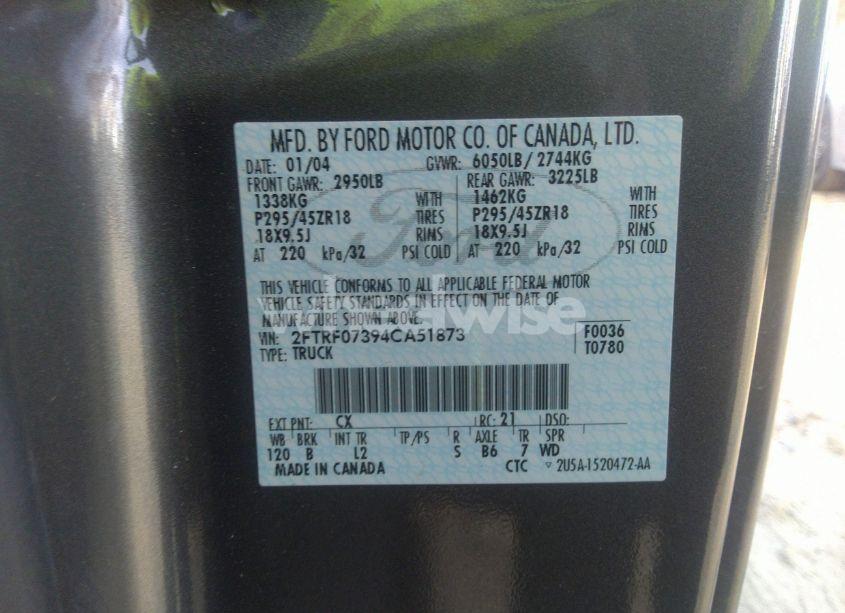 MFD. BY FORD MOTOR CO. OF CANADA, LTD.
DATE: 01/04 GVWR: 6050LB/ 2744KG
FRONT GAWR: 2950LB REAR GAWR: 3225LB
1338KG WITH 1462KG WITH
P295/45ZR18 TIRES P295/45ZR18 TIRES
18X9.5J RIMS 18X9.5J RIMS
AT 220 kPa/32 PSI COLD AT 220 kPa/32 PSI COLD
THIS VEHICLE CONFORMS TO ALL APPLICABLE FEDERAL MOTOR
VEHICLE SAFETY STANDARDS IN EFFECT ON THE DATE OF
MANUFACTURE SHOWN ABOVE.
VIN: 2FTRF07394CA51873 F0036
TYPE: TRUCK T0780
EXT PNT: CX RC: 21 DSO:
WB BRK INT TR TP/PS R AXLE TR SPR
120 B L2 S B6 7 WD
MADE IN CANADA CTC ▽ 2U5A-1520472-AA